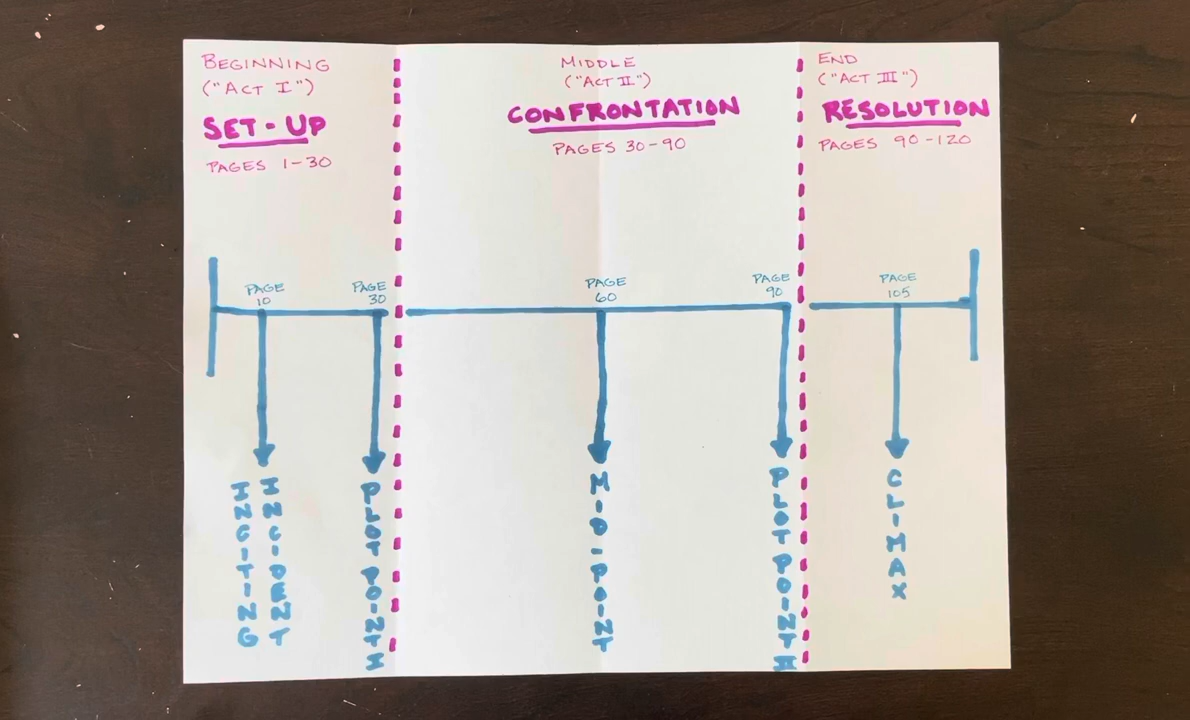 BEGINNING
("ACT I")
SET-UP
PAGES 1-30
MIDDLE
("ACT II")
CONFRONTATION
PAGES 30-90
END
("ACT III")
RESOLUTION
PAGES 90-120
PAGE
10
PAGE
30
PAGE
60
PAGE
90
PAGE
105
INCITING
INCIDENT
PLOT POINT I
MID-POINT
PLOT POINT II
CLIMAX